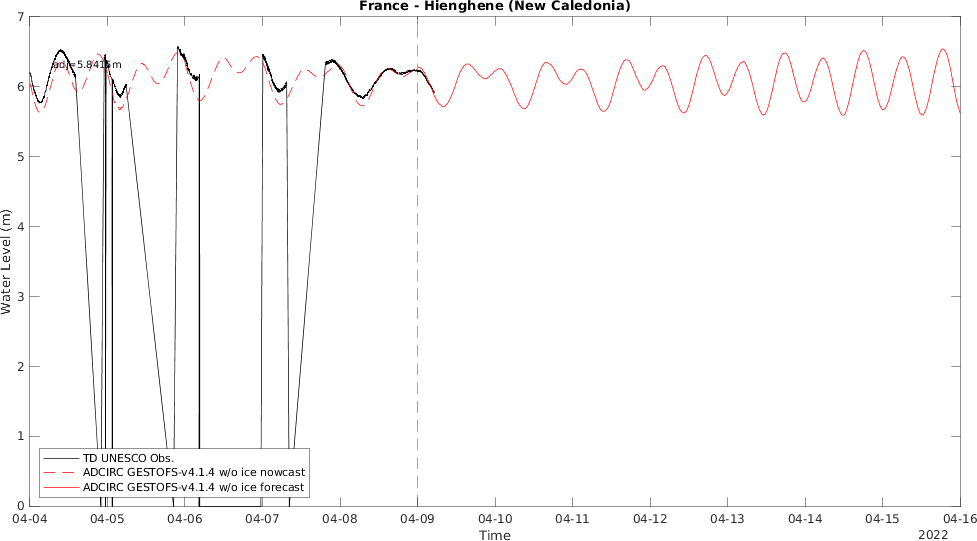 France - Hienghene (New Caledonia)
adj=5.8415m
Water Level (m)
7
6
5
4
3
2
1
0
TD UNESCO Obs.
ADCIRC GESTOFS-v4.1.4 w/o ice nowcast
ADCIRC GESTOFS-v4.1.4 w/o ice forecast
04-04 04-05 04-06 04-07 04-08 04-09 04-10 04-11 04-12 04-13 04-14 04-15 04-16
Time
2022